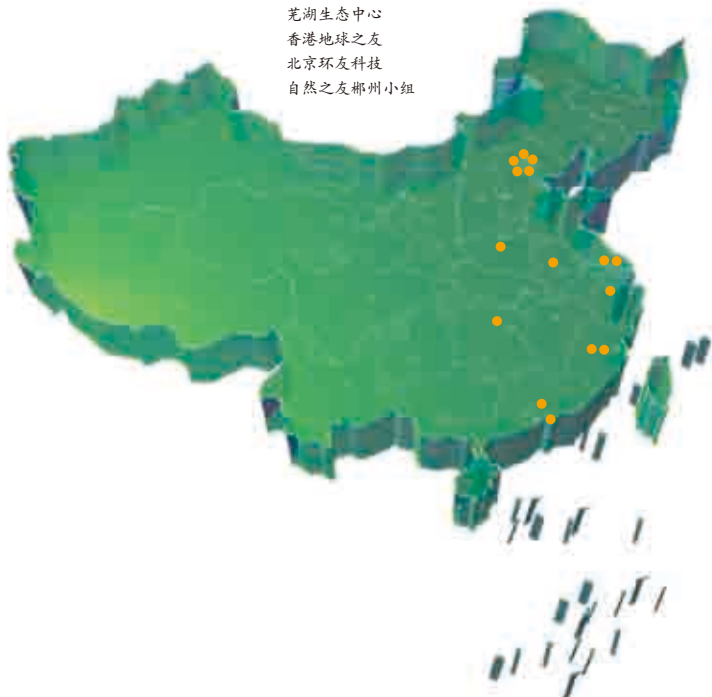 芜湖生态中心
香港地球之友
北京环友科技
自然之友郴州小组